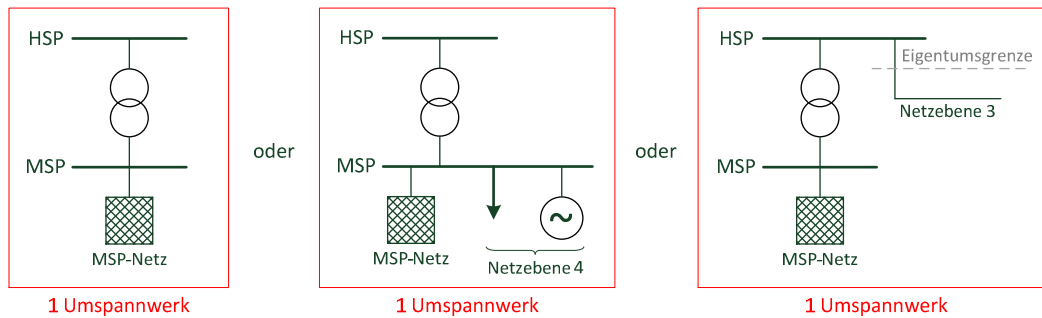 HSP
MSP
MSP-Netz
1 Umspannwerk
oder
HSP
MSP
~
MSP-Netz
Netzebene 4
1 Umspannwerk
oder
HSP
Eigentumsgrenze
Netzebene 3
MSP
MSP-Netz
1 Umspannwerk